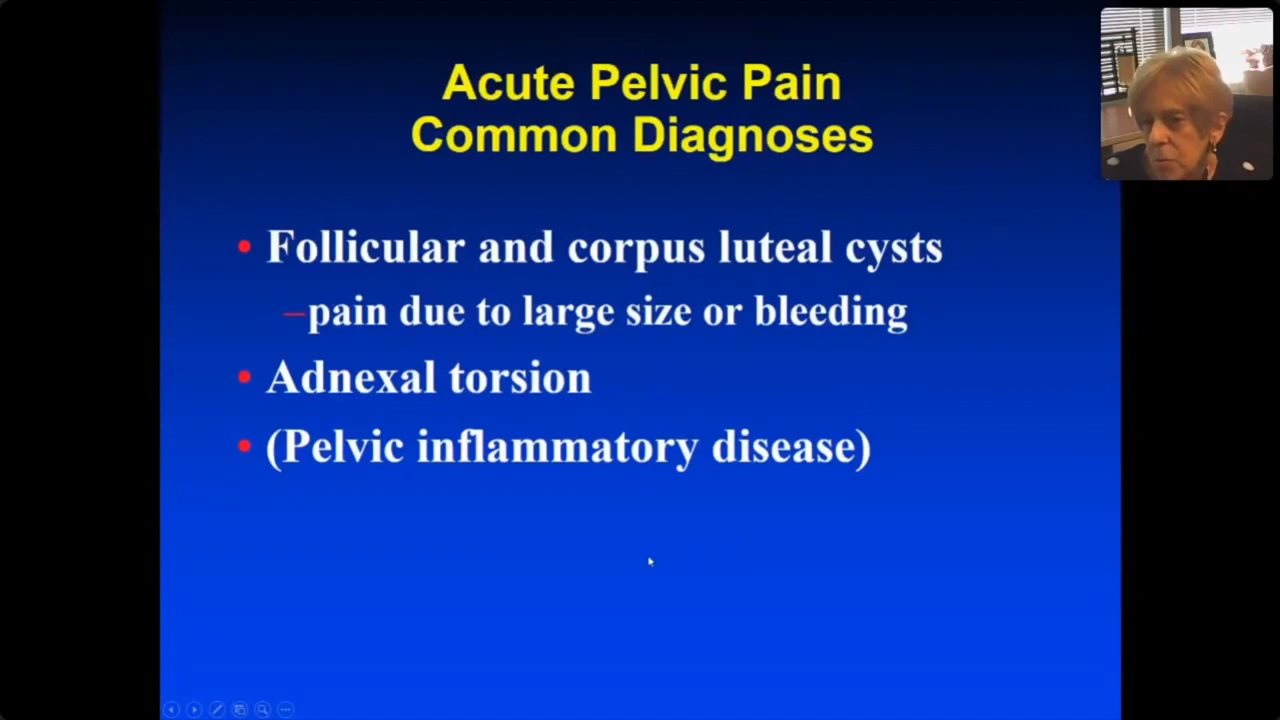 Acute Pelvic Pain
Common Diagnoses
• Follicular and corpus luteal cysts
–pain due to large size or bleeding
• Adnexal torsion
• (Pelvic inflammatory disease)